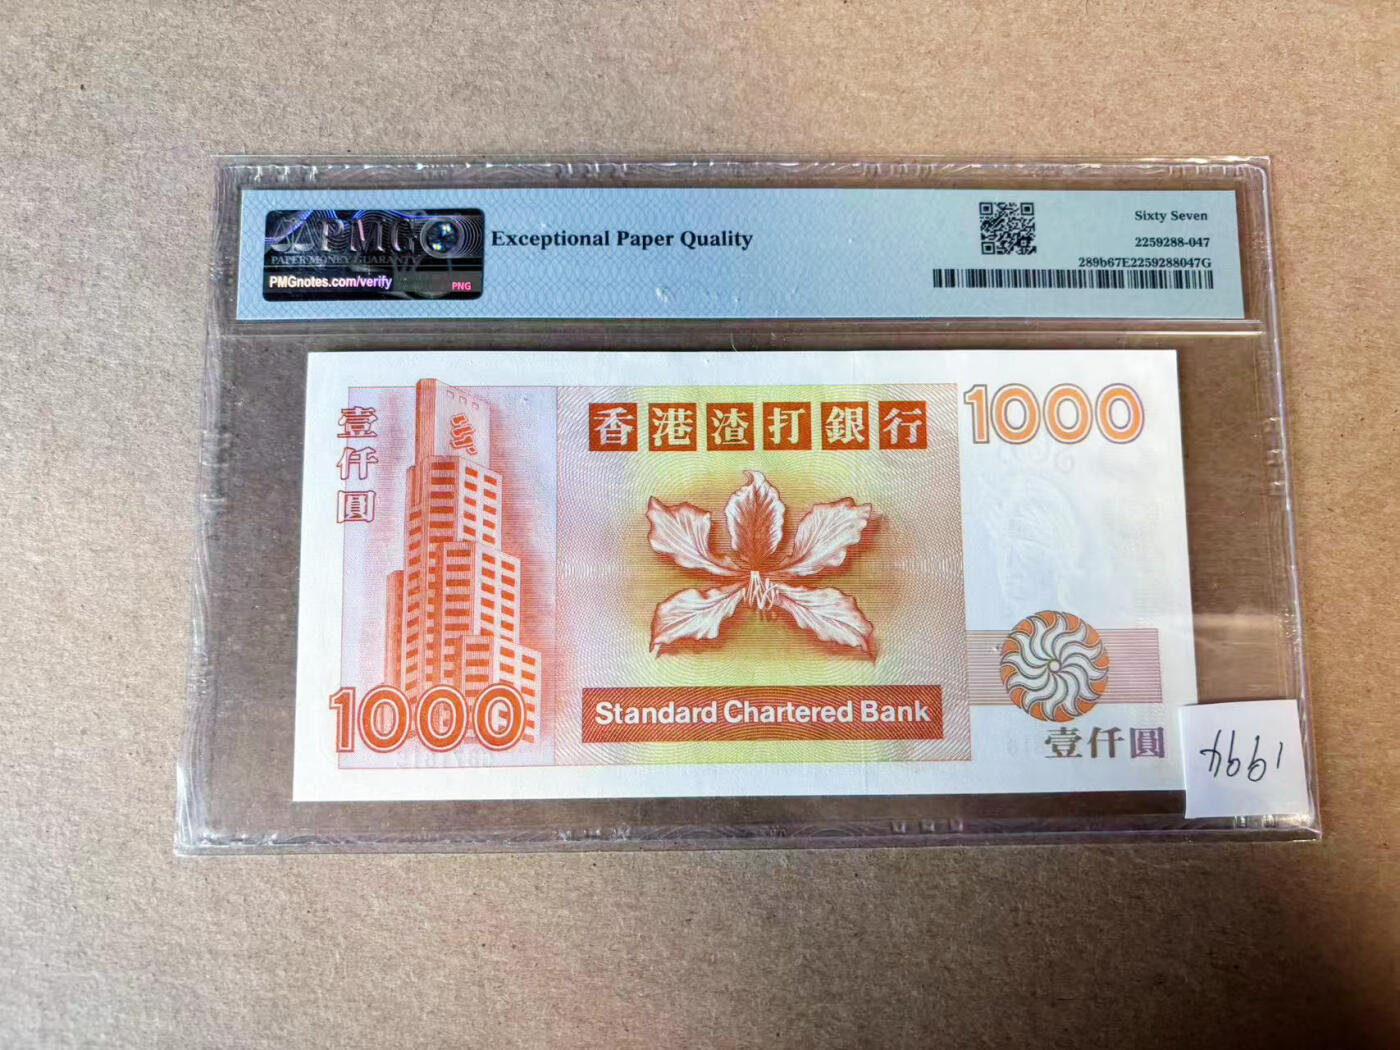 PMG
PAPER MONEY GUARANTY
PMGnotes.com/verify
PNG
Exceptional Paper Quality
Sixty Seven
2259288-047
289b67E2259288047G
壹仟圓
香港渣打銀行
1000
1000
Standard Chartered Bank
壹仟圓
1994